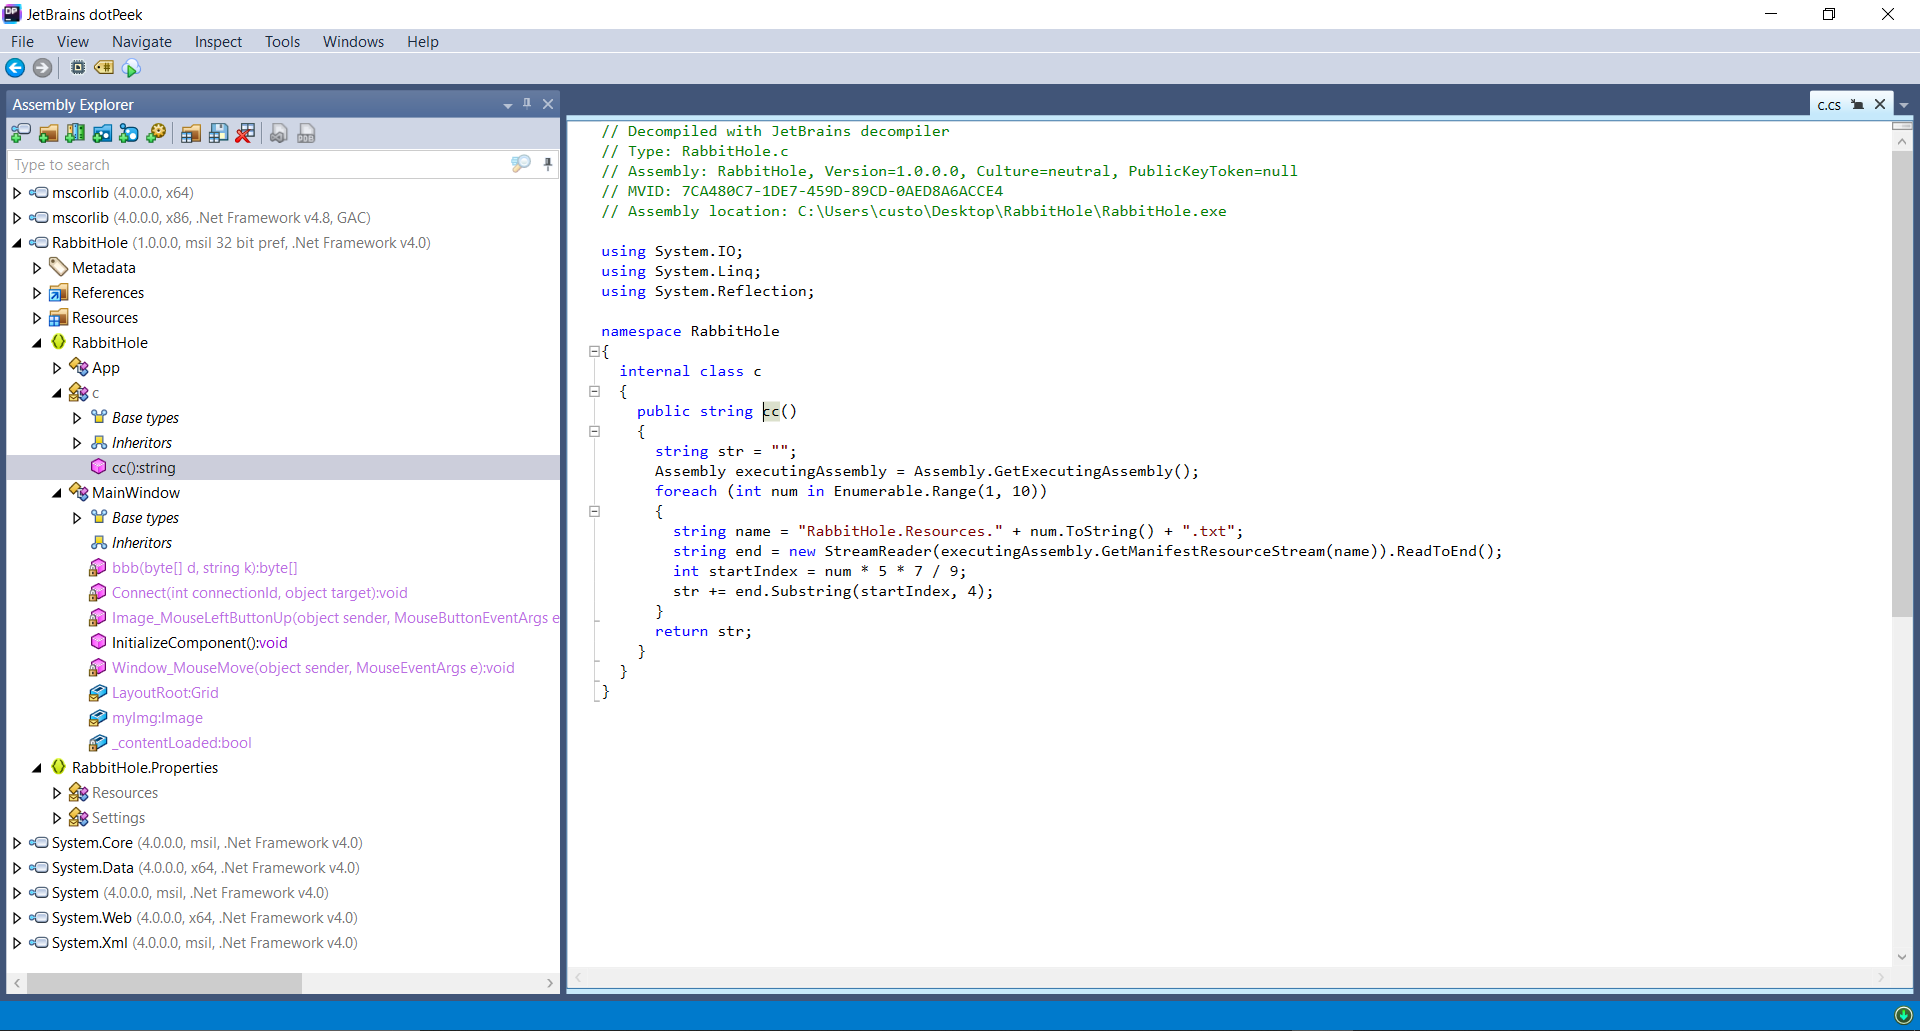 JetBrains dotPeek
File View Navigate Inspect Tools Windows Help
Assembly Explorer
Type to search
mscorlib (4.0.0.0, x64)
mscorlib (4.0.0.0, x86, .Net Framework v4.8, GAC)
RabbitHole (1.0.0.0, msil 32 bit pref, .Net Framework v4.0)
Metadata
References
Resources
RabbitHole
App
c
Base types
Inheritors
cc():string
MainWindow
Base types
Inheritors
bbb(byte[] d, string k):byte[]
Connect(int connectionId, object target):void
Image_MouseLeftButtonUp(object sender, MouseButtonEventArgs e
InitializeComponent():void
Window_MouseMove(object sender, MouseEventArgs e):void
LayoutRoot:Grid
myImg:Image
_contentLoaded:bool
RabbitHole.Properties
Resources
Settings
System.Core (4.0.0.0, msil, .Net Framework v4.0)
System.Data (4.0.0.0, x64, .Net Framework v4.0)
System (4.0.0.0, msil, .Net Framework v4.0)
System.Web (4.0.0.0, x64, .Net Framework v4.0)
System.Xml (4.0.0.0, msil, .Net Framework v4.0)
c.cs
// Decompiled with JetBrains decompiler
// Type: RabbitHole.c
// Assembly: RabbitHole, Version=1.0.0.0, Culture=neutral, PublicKeyToken=null
// MVID: 7CA480C7-1DE7-459D-89CD-0AED8A6ACCE4
// Assembly location: C:\Users\custo\Desktop\RabbitHole\RabbitHole.exe
using System.IO;
using System.Linq;
using System.Reflection;
namespace RabbitHole
{
internal class c
{
public string cc()
{
string str = "";
Assembly executingAssembly = Assembly.GetExecutingAssembly();
foreach (int num in Enumerable.Range(1, 10))
{
string name = "RabbitHole.Resources." + num.ToString() + ".txt";
string end = new StreamReader(executingAssembly.GetManifestResourceStream(name)).ReadToEnd();
int startIndex = num * 5 * 7 / 9;
str += end.Substring(startIndex, 4);
}
return str;
}
}
}